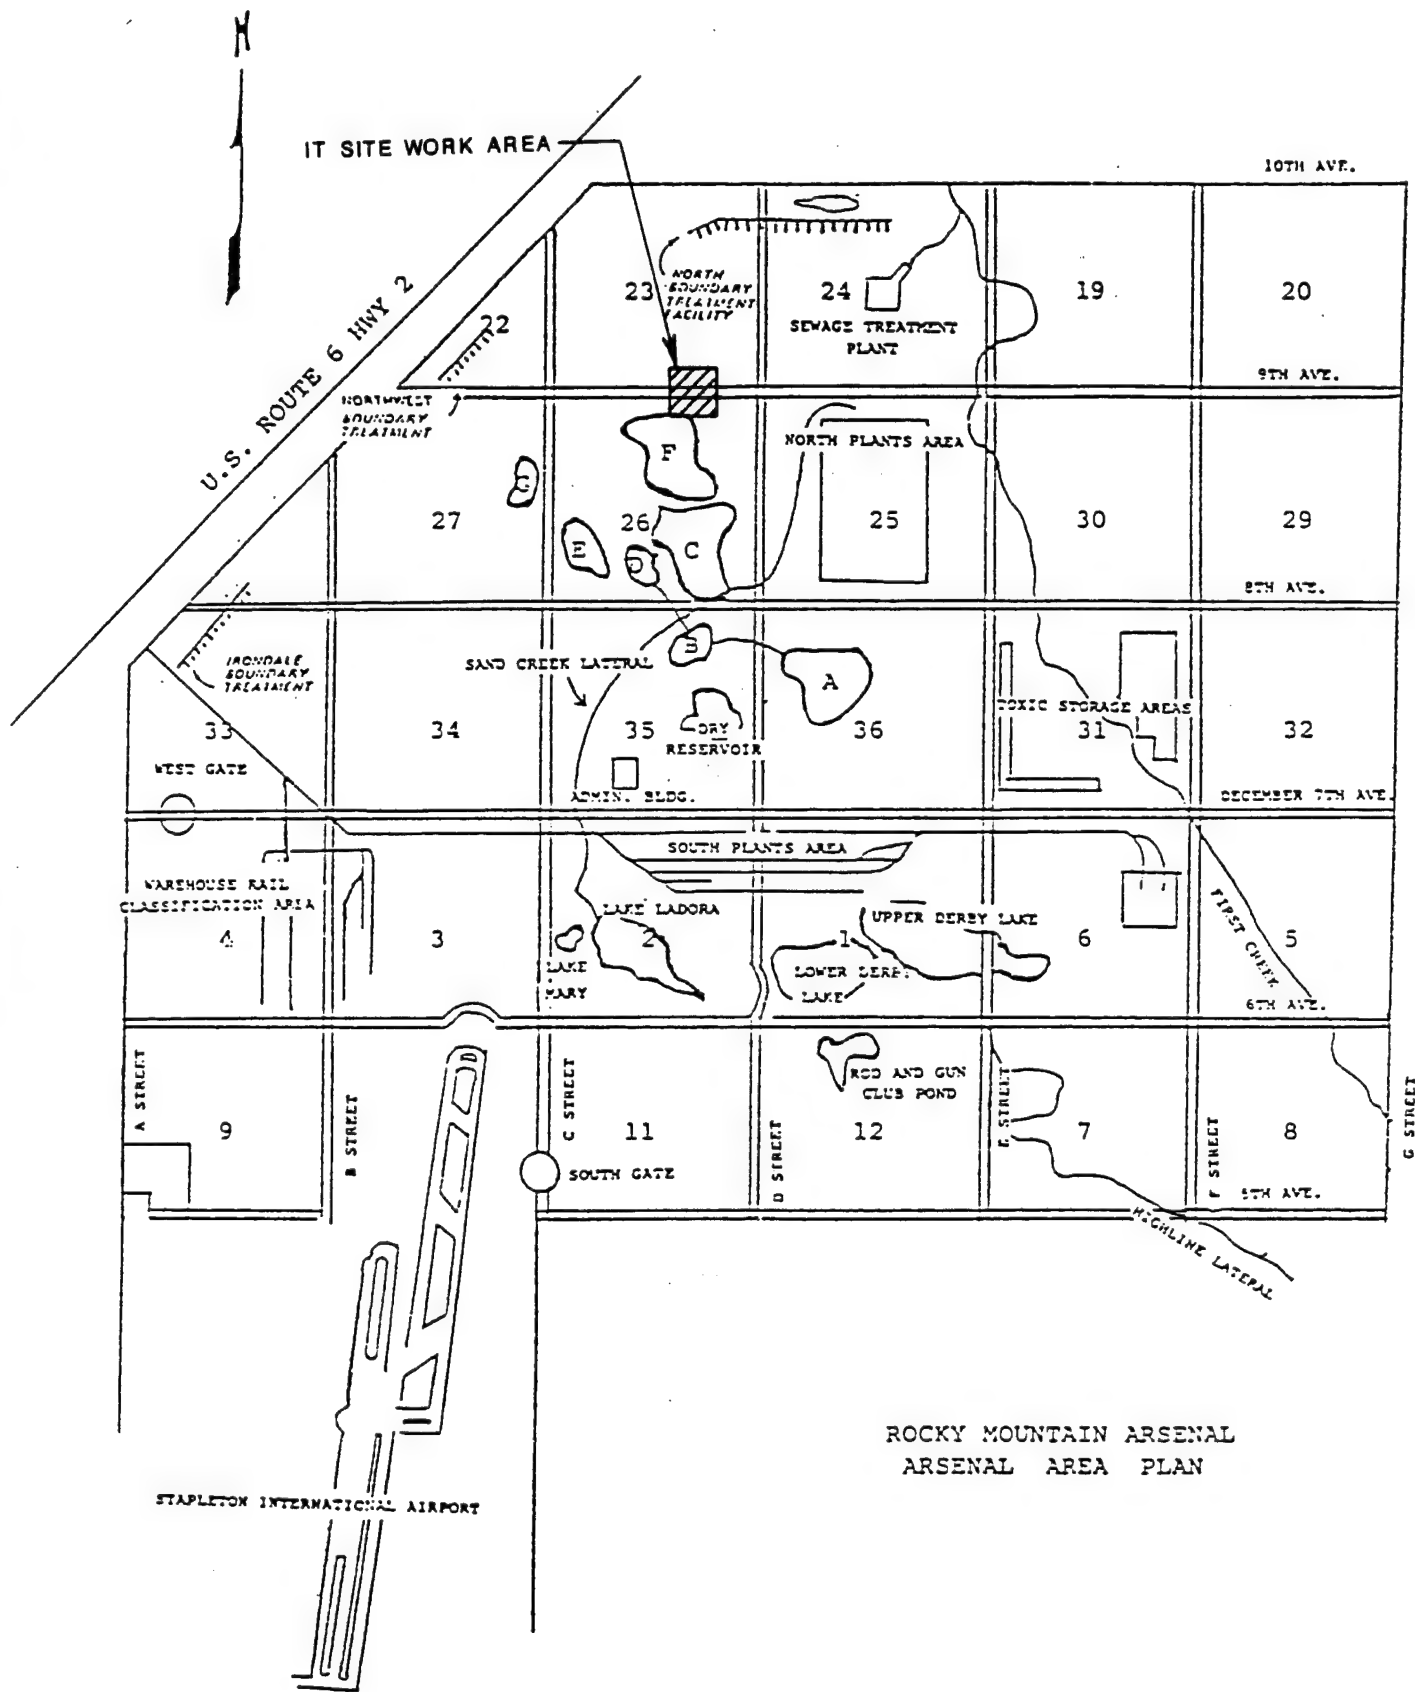 N
IT SITE WORK AREA
10TH AVE.
U.S. ROUTE 6 HWY 2
NORTH
BOUNDARY
TREATMENT
FACILITY
23
24
19
20
22
SEWAGE TREATMENT
PLANT
9TH AVE.
NORTHWEST
BOUNDARY
TREATMENT
NORTH PLANTS AREA
F
G
27
26
25
30
29
E
D
C
8TH AVE.
IRONDALE
BOUNDARY
TREATMENT
SAND CREEK LATERAL
B
A
TOXIC STORAGE AREAS
33
34
35
DRY
RESERVOIR
36
31
32
WEST GATE
ADMIN. BLDG.
DECEMBER 7TH AVE.
SOUTH PLANTS AREA
WAREHOUSE RAIL
CLASSIFICATION AREA
LAKE LADORA
UPPER DERBY LAKE
FIRST CREEK
4
3
2
1
6
5
LAKE
MARY
LOWER DERBY
LAKE
6TH AVE.
A STREET
B STREET
C STREET
D STREET
E STREET
F STREET
G STREET
ROD AND GUN
CLUB POND
9
11
12
7
8
SOUTH GATE
5TH AVE.
HIGHLINE LATERAL
ROCKY MOUNTAIN ARSENAL
ARSENAL AREA PLAN
STAPLETON INTERNATIONAL AIRPORT